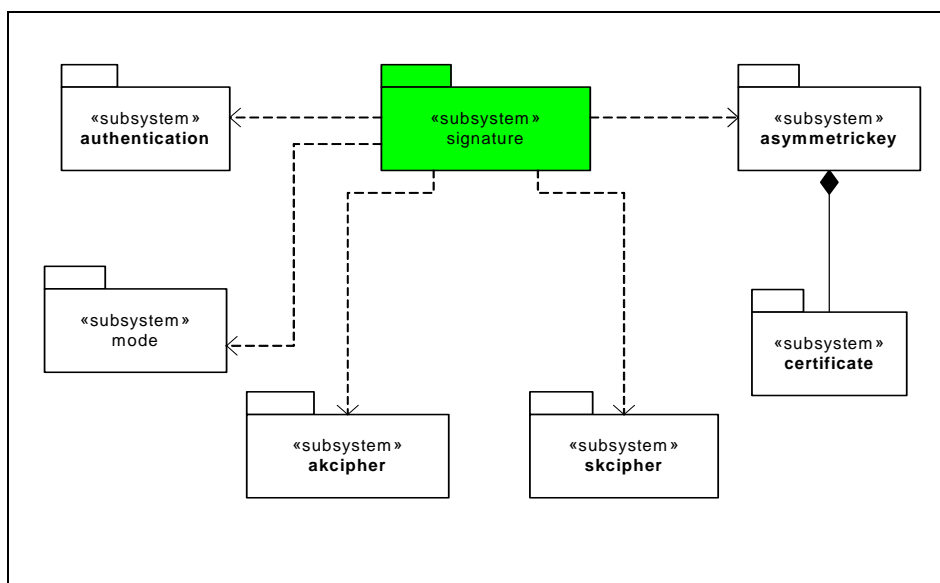 «subsystem»
authentication
«subsystem»
signature
«subsystem»
asymmetrickey
«subsystem»
mode
«subsystem»
certificate
«subsystem»
akcipher
«subsystem»
skcipher